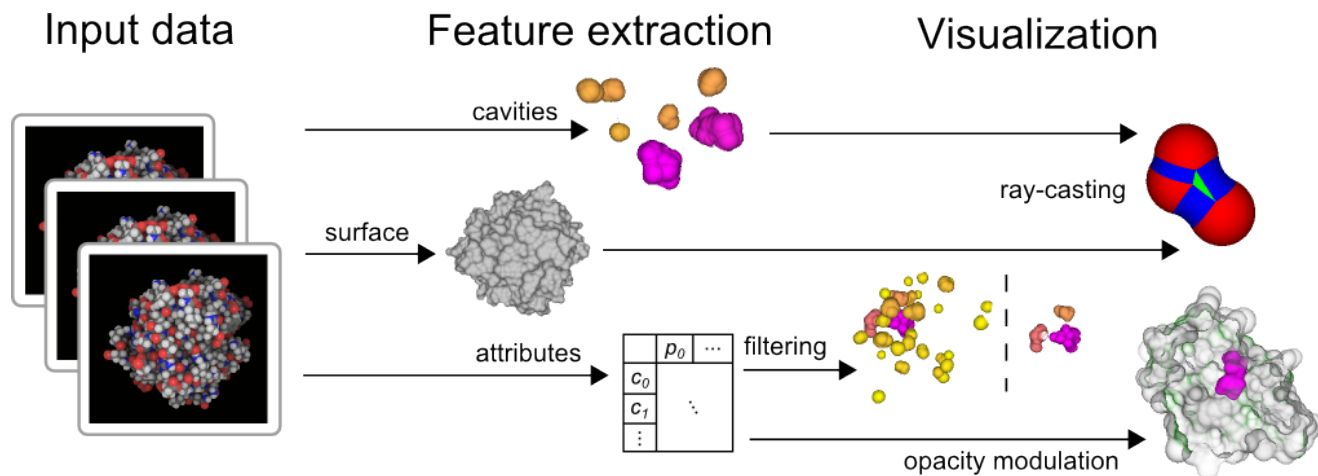 Input data
Feature extraction
Visualization
cavities
ray-casting
surface
attributes
p0 ···
c0
c1
⋮
⋱
filtering
opacity modulation